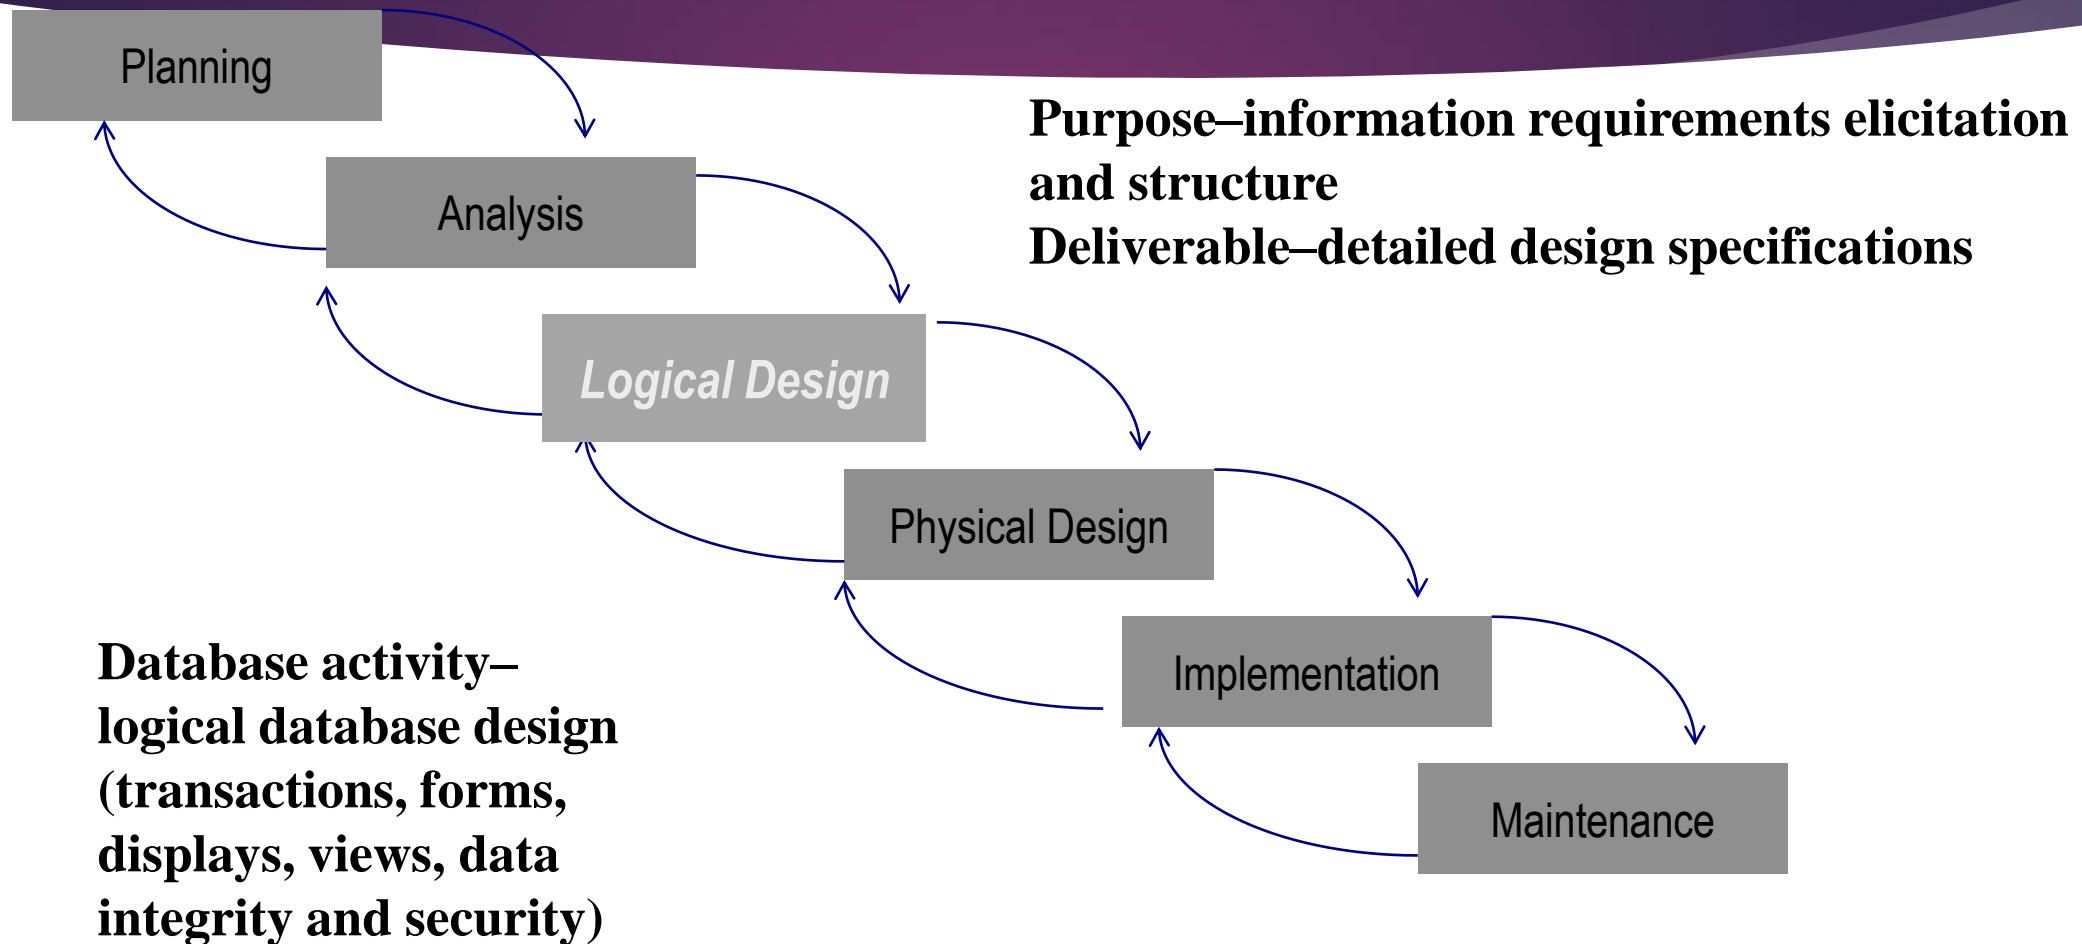 Planning
Purpose–information requirements elicitation
and structure
Deliverable–detailed design specifications
Analysis
Logical Design
Physical Design
Implementation
Maintenance
Database activity–
logical database design
(transactions, forms,
displays, views, data
integrity and security)